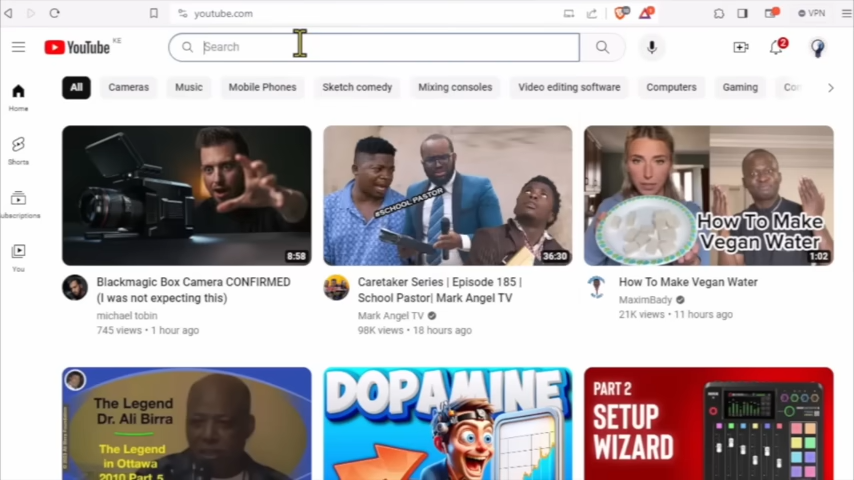 youtube.com
VPN
YouTube KE
Search
2
All
Cameras
Music
Mobile Phones
Sketch comedy
Mixing consoles
Video editing software
Computers
Gaming
Home
Shorts
ubscriptions
You
8:58
#SCHOOL PASTOR
36:30
How To Make
Vegan Water
1:02
Blackmagic Box Camera CONFIRMED
(I was not expecting this)
michael tobin
745 views • 1 hour ago
Caretaker Series | Episode 185 |
School Pastor| Mark Angel TV
Mark Angel TV
98K views • 18 hours ago
How To Make Vegan Water
MaximBady
21K views • 11 hours ago
The Legend
Dr. Ali Birra
The Legend
in Ottawa
2010 Part 5
DOPAMINE
PART 2
SETUP
WIZARD